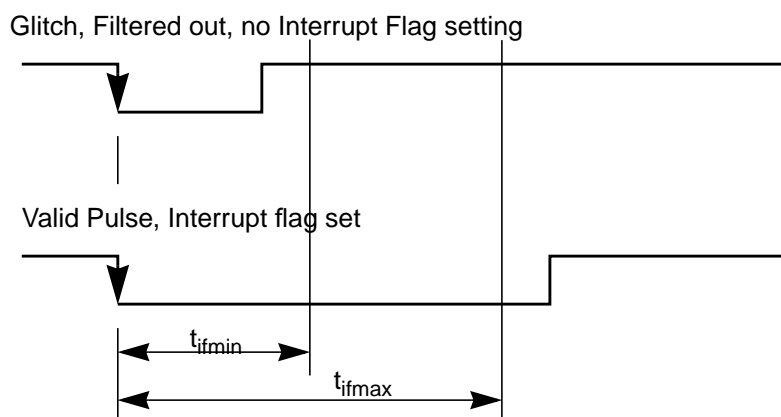 Glitch, Filtered out, no Interrupt Flag setting
Valid Pulse, Interrupt flag set
tifmin
tifmax